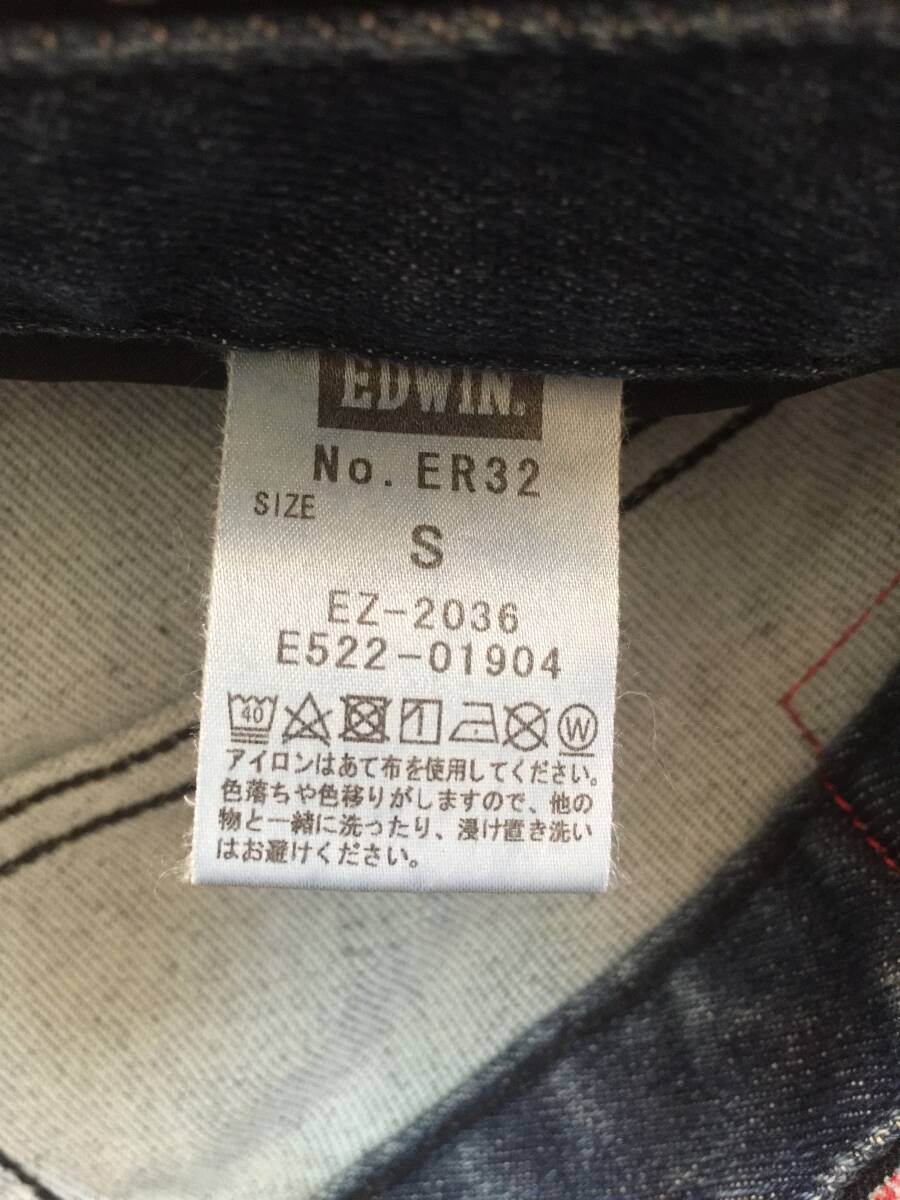 EDWIN.
No. ER32
SIZE
S
EZ-2036
E522-01904
40 W
アイロンはあて布を使用してください。
色落ちや色移りがしますので、他の
物と一緒に洗ったり、浸け置き洗い
はお避けください。